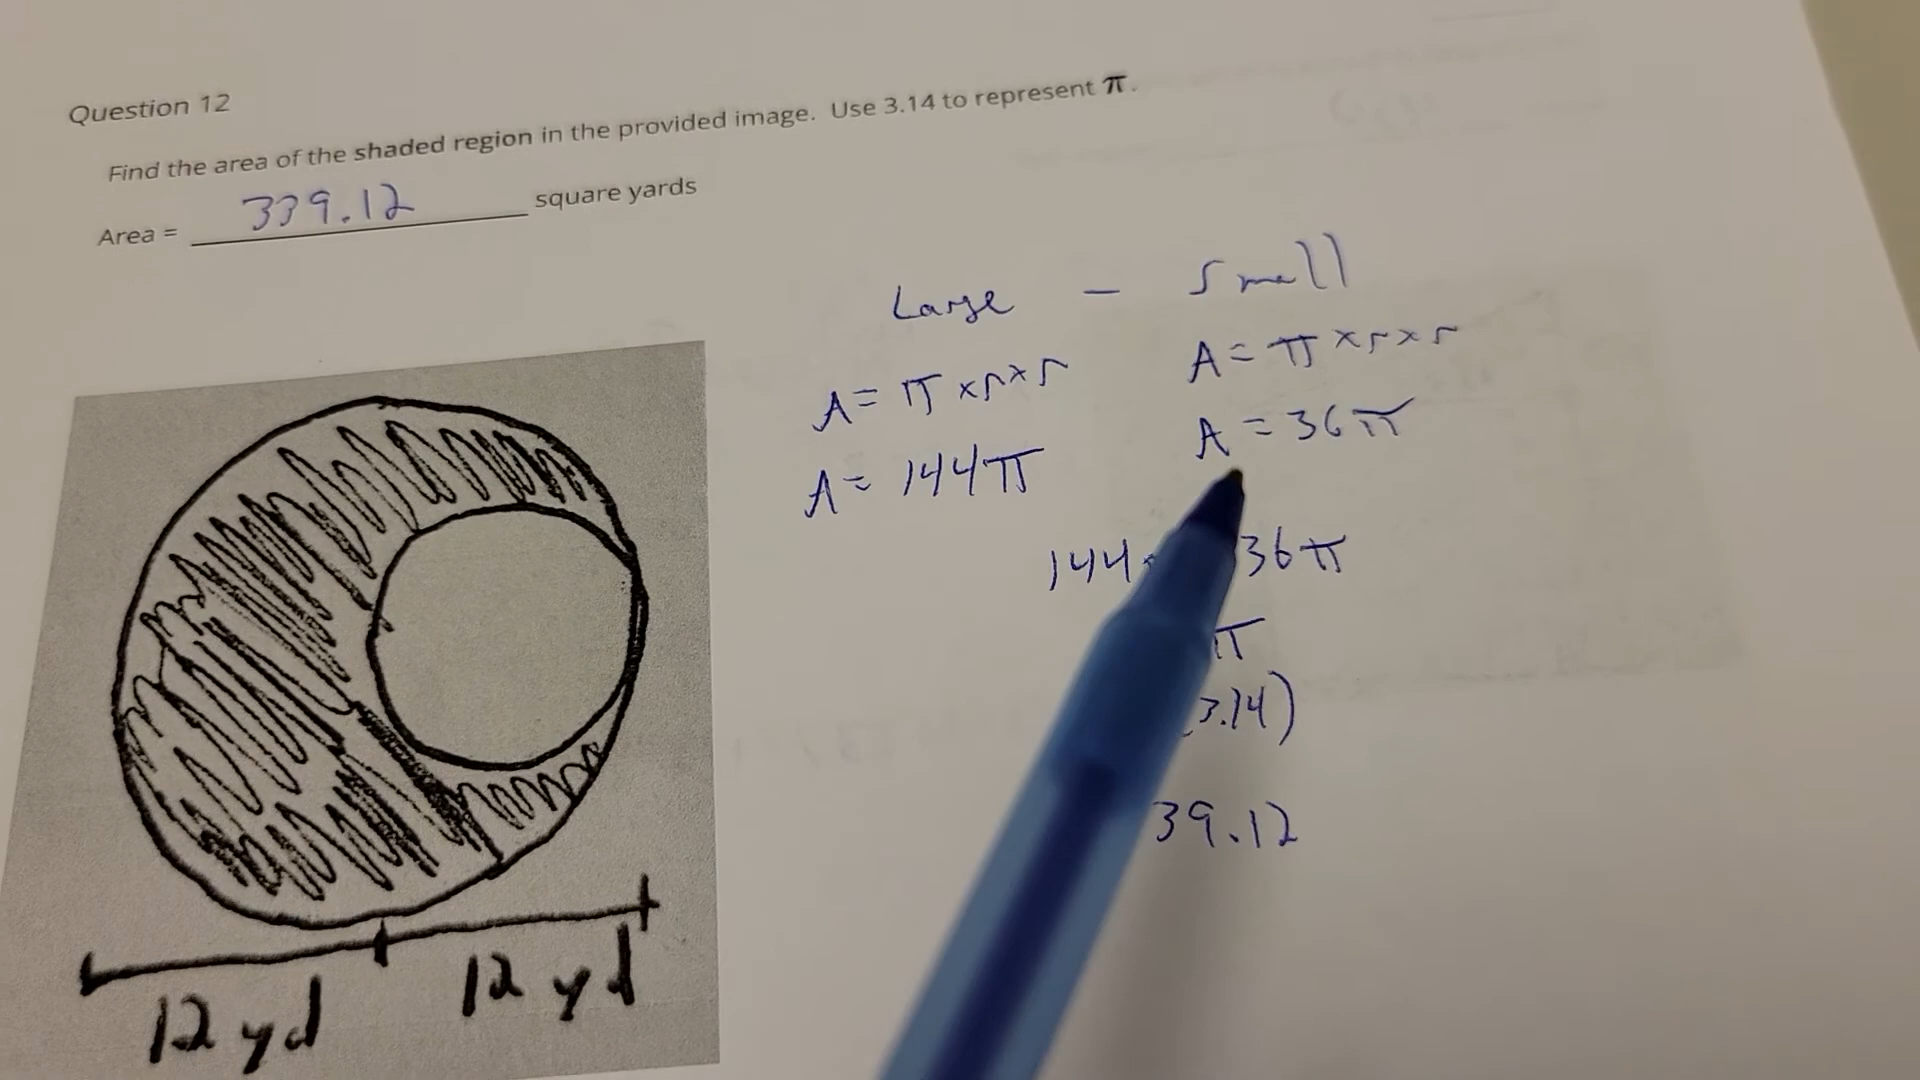 Question 12
Find the area of the shaded region in the provided image. Use 3.14 to represent π.
Area = 339.12 square yards
Large - Small
A = π × r × r
A = 144π
A = π × r × r
A = 36π
144 36π
π
3.14)
39.12
12 yd 12 yd